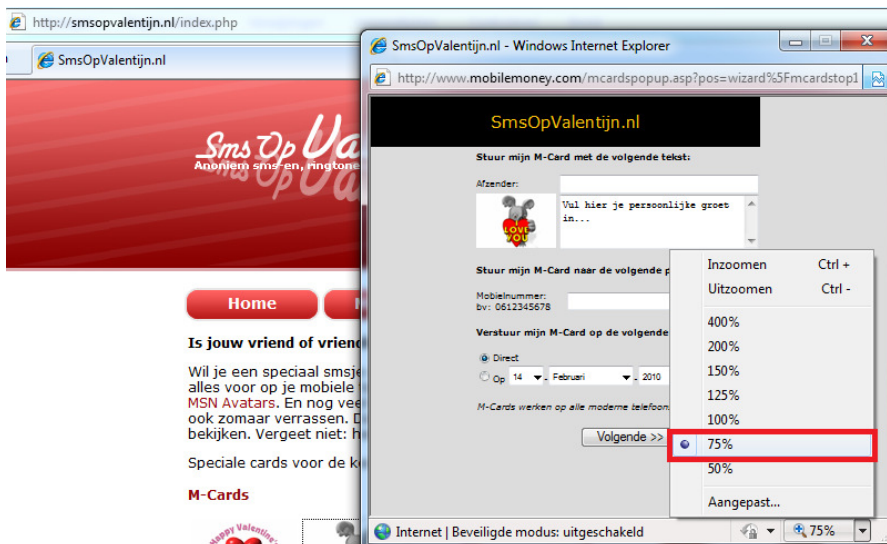 http://smsopvalentijn.nl/index.php
SmsOpValentijn.nl
Sms Op
Anoniem sms-en, ringtone
Home
Is jouw vriend of vriend
Wil je een speciaal smsje
alles voor op je mobiele
MSN Avatars. En nog vee
ook zomaar verrassen. D
bekijken. Vergeet niet: h
Speciale cards voor de k
M-Cards
Happy Valentine's
SmsOpValentijn.nl - Windows Internet Explorer
http://www.mobilemoney.com/mcardspopup.asp?pos=wizard%5Fmcardstop1
SmsOpValentijn.nl
Stuur mijn M-Card met de volgende tekst:
Afzender:
I
LOVE
YOU
Vul hier je persoonlijke groet
in...
Stuur mijn M-Card naar de volgende p
Mobielnummer:
bv: 0612345678
Verstuur mijn M-Card op de volgende
Direct
Op 14 - Februari - 2010
M-Cards werken op alle moderne telefoon
Volgende >>
Inzoomen Ctrl +
Uitzoomen Ctrl -
400%
200%
150%
125%
100%
75%
50%
Aangepast...
Internet | Beveiligde modus: uitgeschakeld
75%